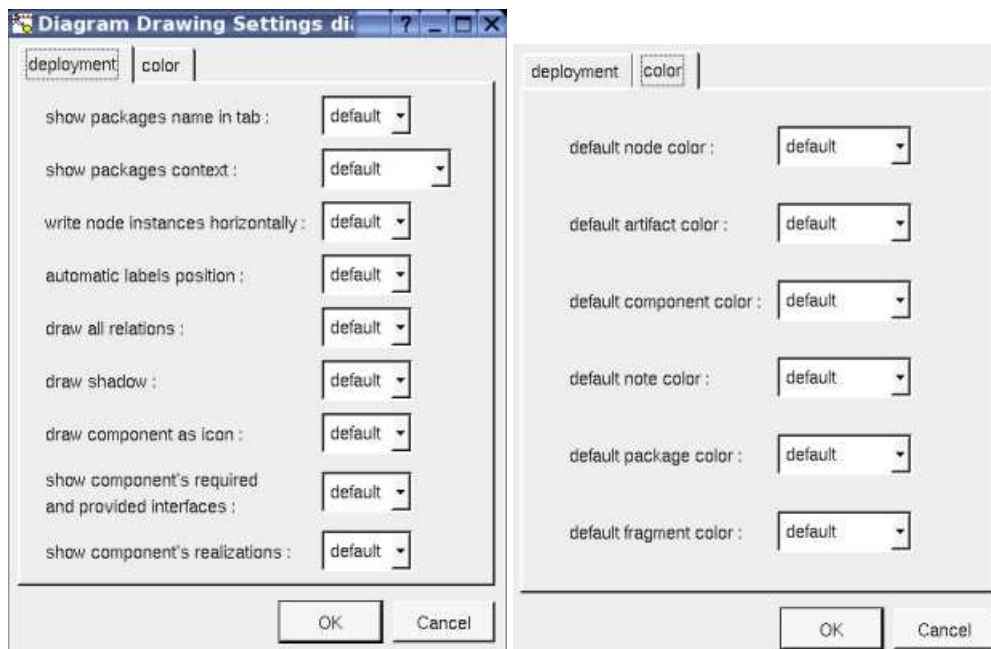 Diagram Drawing Settings di
deployment color
show packages name in tab : default
show packages context : default
write node instances horizontally : default
automatic labels position : default
draw all relations : default
draw shadow : default
draw component as icon : default
show component's required
and provided interfaces : default
show component's realizations : default
OK Cancel
deployment color
default node color : default
default artifact color : default
default component color : default
default note color : default
default package color : default
default fragment color : default
OK Cancel